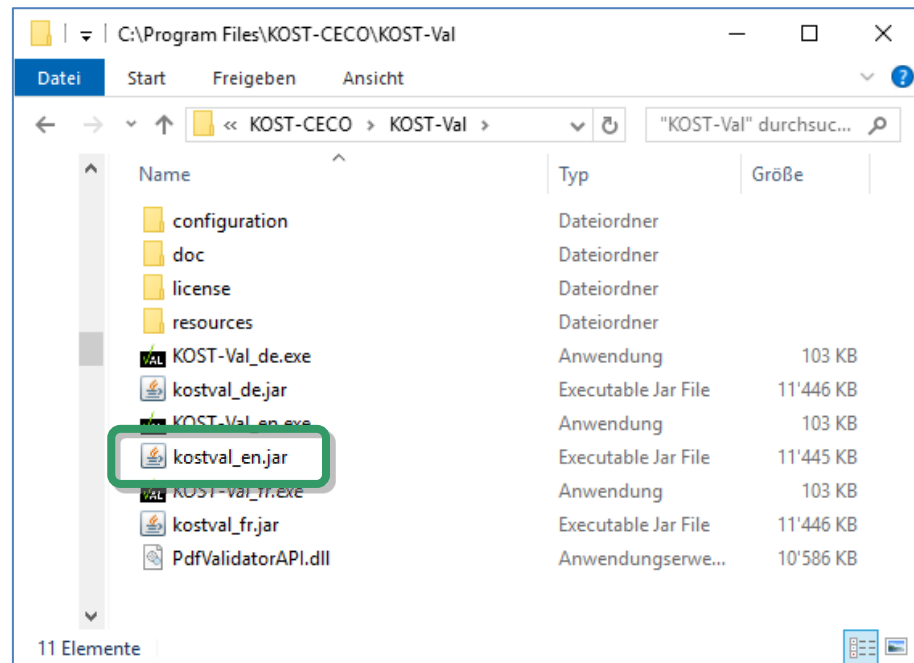 C:\Program Files\KOST-CECO\KOST-Val
Datei Start Freigeben Ansicht ?
« KOST-CECO > KOST-Val > "KOST-Val" durchsuc...
Name Typ Größe
configuration Dateiordner
doc Dateiordner
license Dateiordner
resources Dateiordner
VAL KOST-Val_de.exe Anwendung 103 KB
kostval_de.jar Executable Jar File 11'446 KB
KOST-Val_en.exe Anwendung 103 KB
kostval_en.jar Executable Jar File 11'445 KB
VAL KOST-Val_fr.exe Anwendung 103 KB
kostval_fr.jar Executable Jar File 11'446 KB
PdfValidatorAPI.dll Anwendungserwe... 10'586 KB
11 Elemente